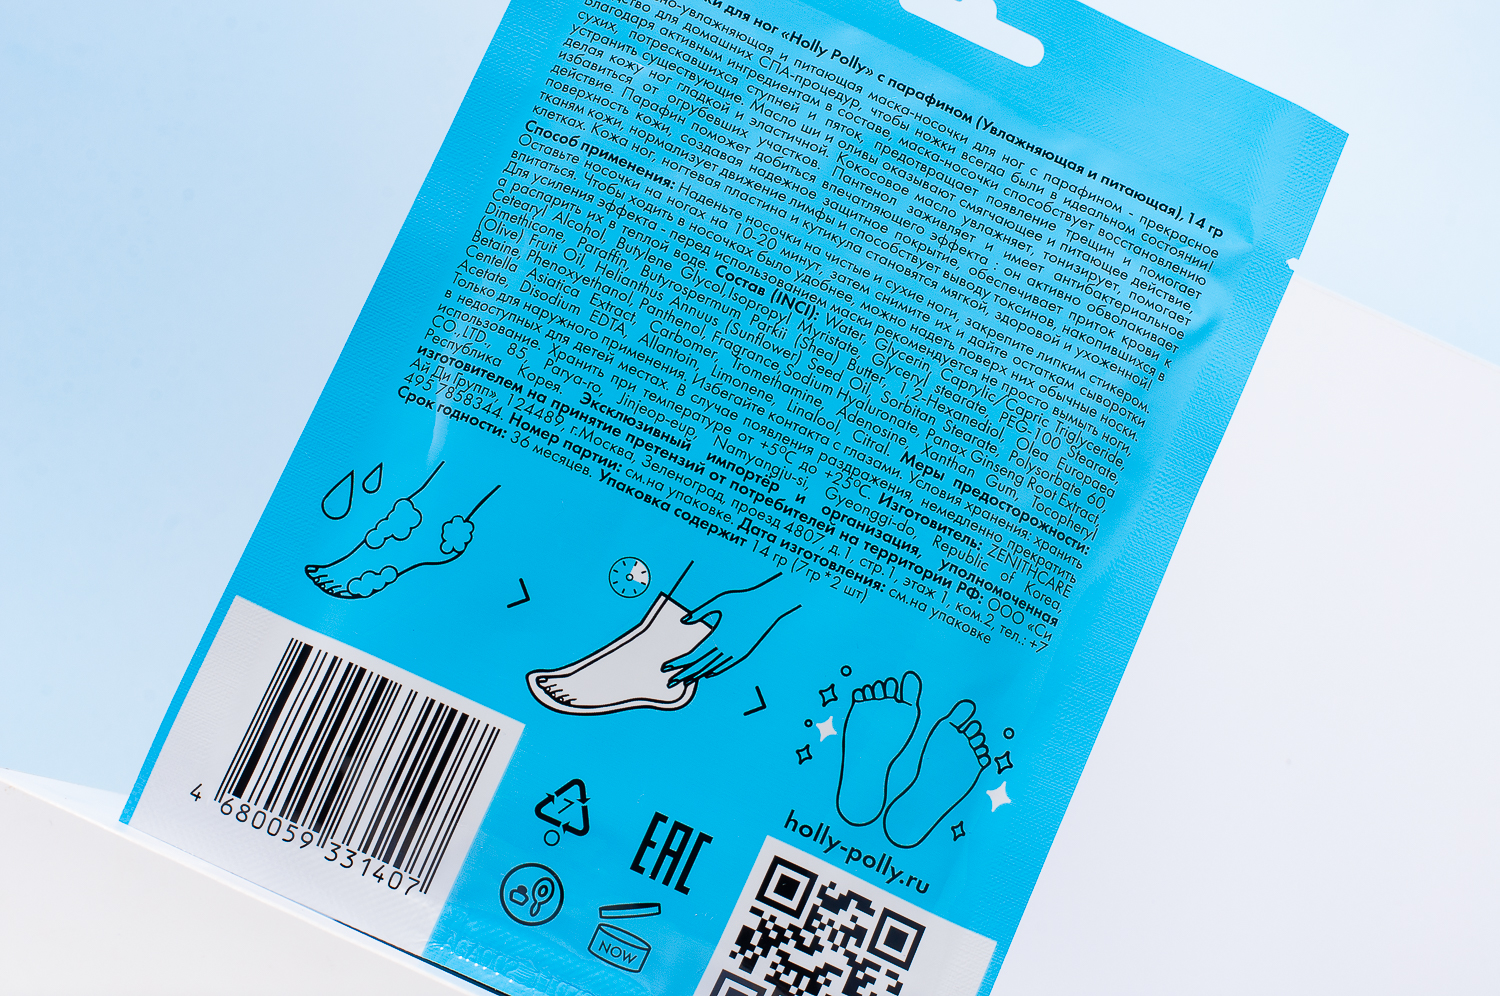 ки для ног «Holly Polly» с парафином (Увлажняющая и питающая), 14 гр
но-увлажняющая и питающая маска-носочки для ног с парафином - прекрасное
дство для домашних СПА-процедур, чтобы ножки всегда были в идеальном состоянии!
Благодаря активным ингредиентам в составе, маска-носочки способствует восстановлению
сухих, потрескавшихся ступней и пяток, предотвращает появление трещин и помогает
устранить существующие. Масло ши и оливы оказывают смягчающее и питающее действие,
делая кожу ног гладкой и эластичной. Кокосовое масло увлажняет, тонизирует, помогает
избавиться от огрубевших участков. Пантенол заживляет и имеет антибактериальное
действие. Парафин поможет добиться впечатляющего эффекта : он активно обволакивает
поверхность кожи, создавая надежное защитное покрытие, обеспечивает приток крови к
тканям кожи, нормализует движение лимфы и способствует выводу токсинов, накопившихся в
клетках. Кожа ног, ногтевая пластина и кутикула становятся мягкой, здоровой и ухоженной!
Способ применения: Наденьте носочки на чистые и сухие ноги, закрепите липким стикером.
Оставьте носочки на ногах на 10-20 минут, затем снимите их и дайте остаткам сыворотки
впитаться. Чтобы ходить в носочках было удобнее, можно надеть поверх них обычные носки.
Для усиления эффекта - перед использованием маски рекомендуется не просто вымыть ноги,
а распарить их в теплой воде. Состав (INCI): Water, Glycerin, Caprylic/Capric Triglyceride,
Cetearyl Alcohol, Butylene Glycol,Isopropyl Myristate, Glyceryl stearate, PEG-100 Stearate,
Dimethicone, Paraffin, Butyrospermum Parkii (Shea) Butter, 1,2-Hexanediol, Olea Europaea
(Olive) Fruit Oil, Helianthus Annuus (Sunflower) Seed Oil, Sorbitan Stearate, Polysorbate 60,
Betaine, Phenoxyethanol, Panthenol, Fragrance,Sodium Hyaluronate, Panax Ginseng Root Extract,
Centella Asiatica Extract, Carbomer, Tromethamine, Adenosine, Xanthan Gum, Tocopheryl
Acetate, Disodium EDTA, Allantoin, Limonene, Linalool, Citral. Меры предосторожности:
только для наружного применения. Избегайте контакта с глазами. Условия хранения: хранить
в недоступных для детей местах. В случае появления раздражения, немедленно прекратить
использование. Хранить при температуре от +5ºС до +25ºС. Изготовитель: ZENITHCARE
CO.,LTD., 85, Parya-ro, Jinjeop-eup, Namyangju-si, Gyeonggi-do, Republic of Korea,
Республика Корея. Эксклюзивный импортёр и организация, уполномоченная
изготовителем на принятие претензий от потребителей на территории РФ: ООО «Си
Ай Ди Групп», 124489, г.Москва, Зеленоград, проезд 4807, д.1, стр.1, этаж 1, ком.2, тел.: +7
495 7858344. Номер партии: см.на упаковке. Дата изготовления: см.на упаковке
Срок годности: 36 месяцев. Упаковка содержит 14 гр (7гр *2 шт)
4 680059 331407
7
EAC
NOW
holly-polly.ru